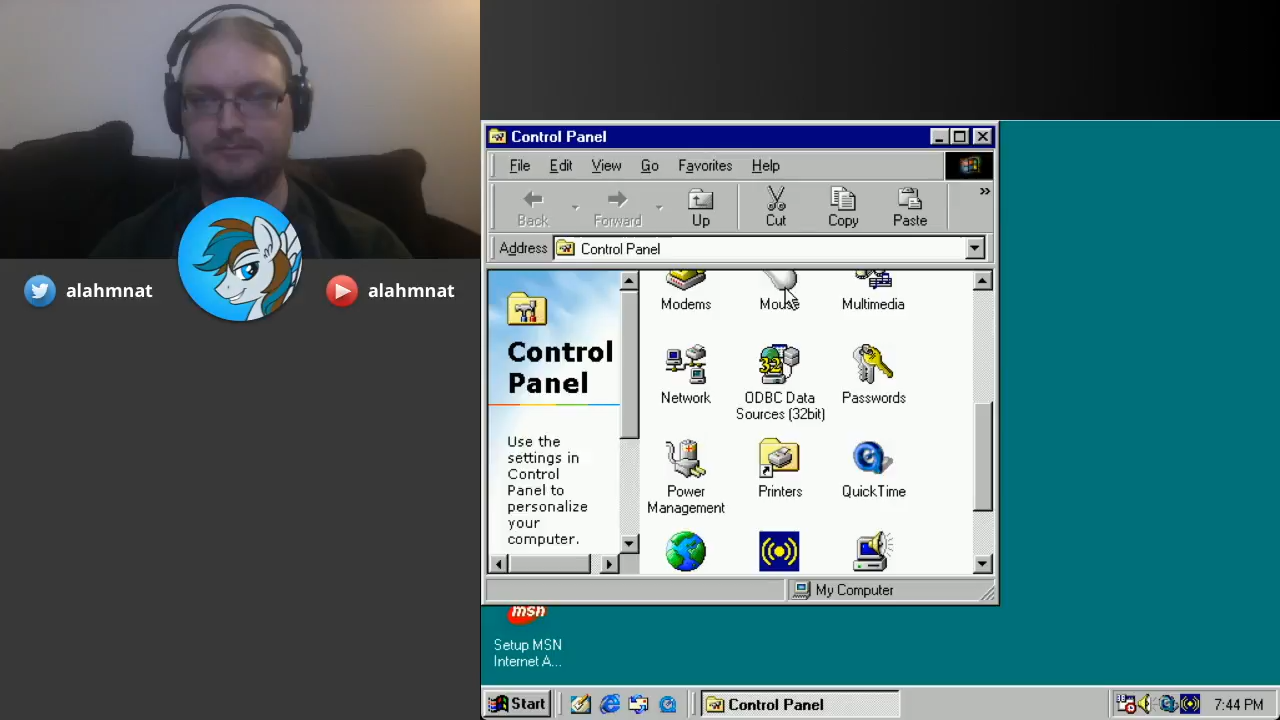 alahmnat
alahmnat
Control Panel
File Edit View Go Favorites Help
Back Forward Up Cut Copy Paste »
Address Control Panel
Control
Panel
Use the
settings in
Control
Panel to
personalize
your
computer.
Modems Mouse Multimedia
32
Network ODBC Data
Sources (32bit) Passwords
Power
Management Printers QuickTime
My Computer
msn
Setup MSN
Internet A...
Start Control Panel 7:44 PM